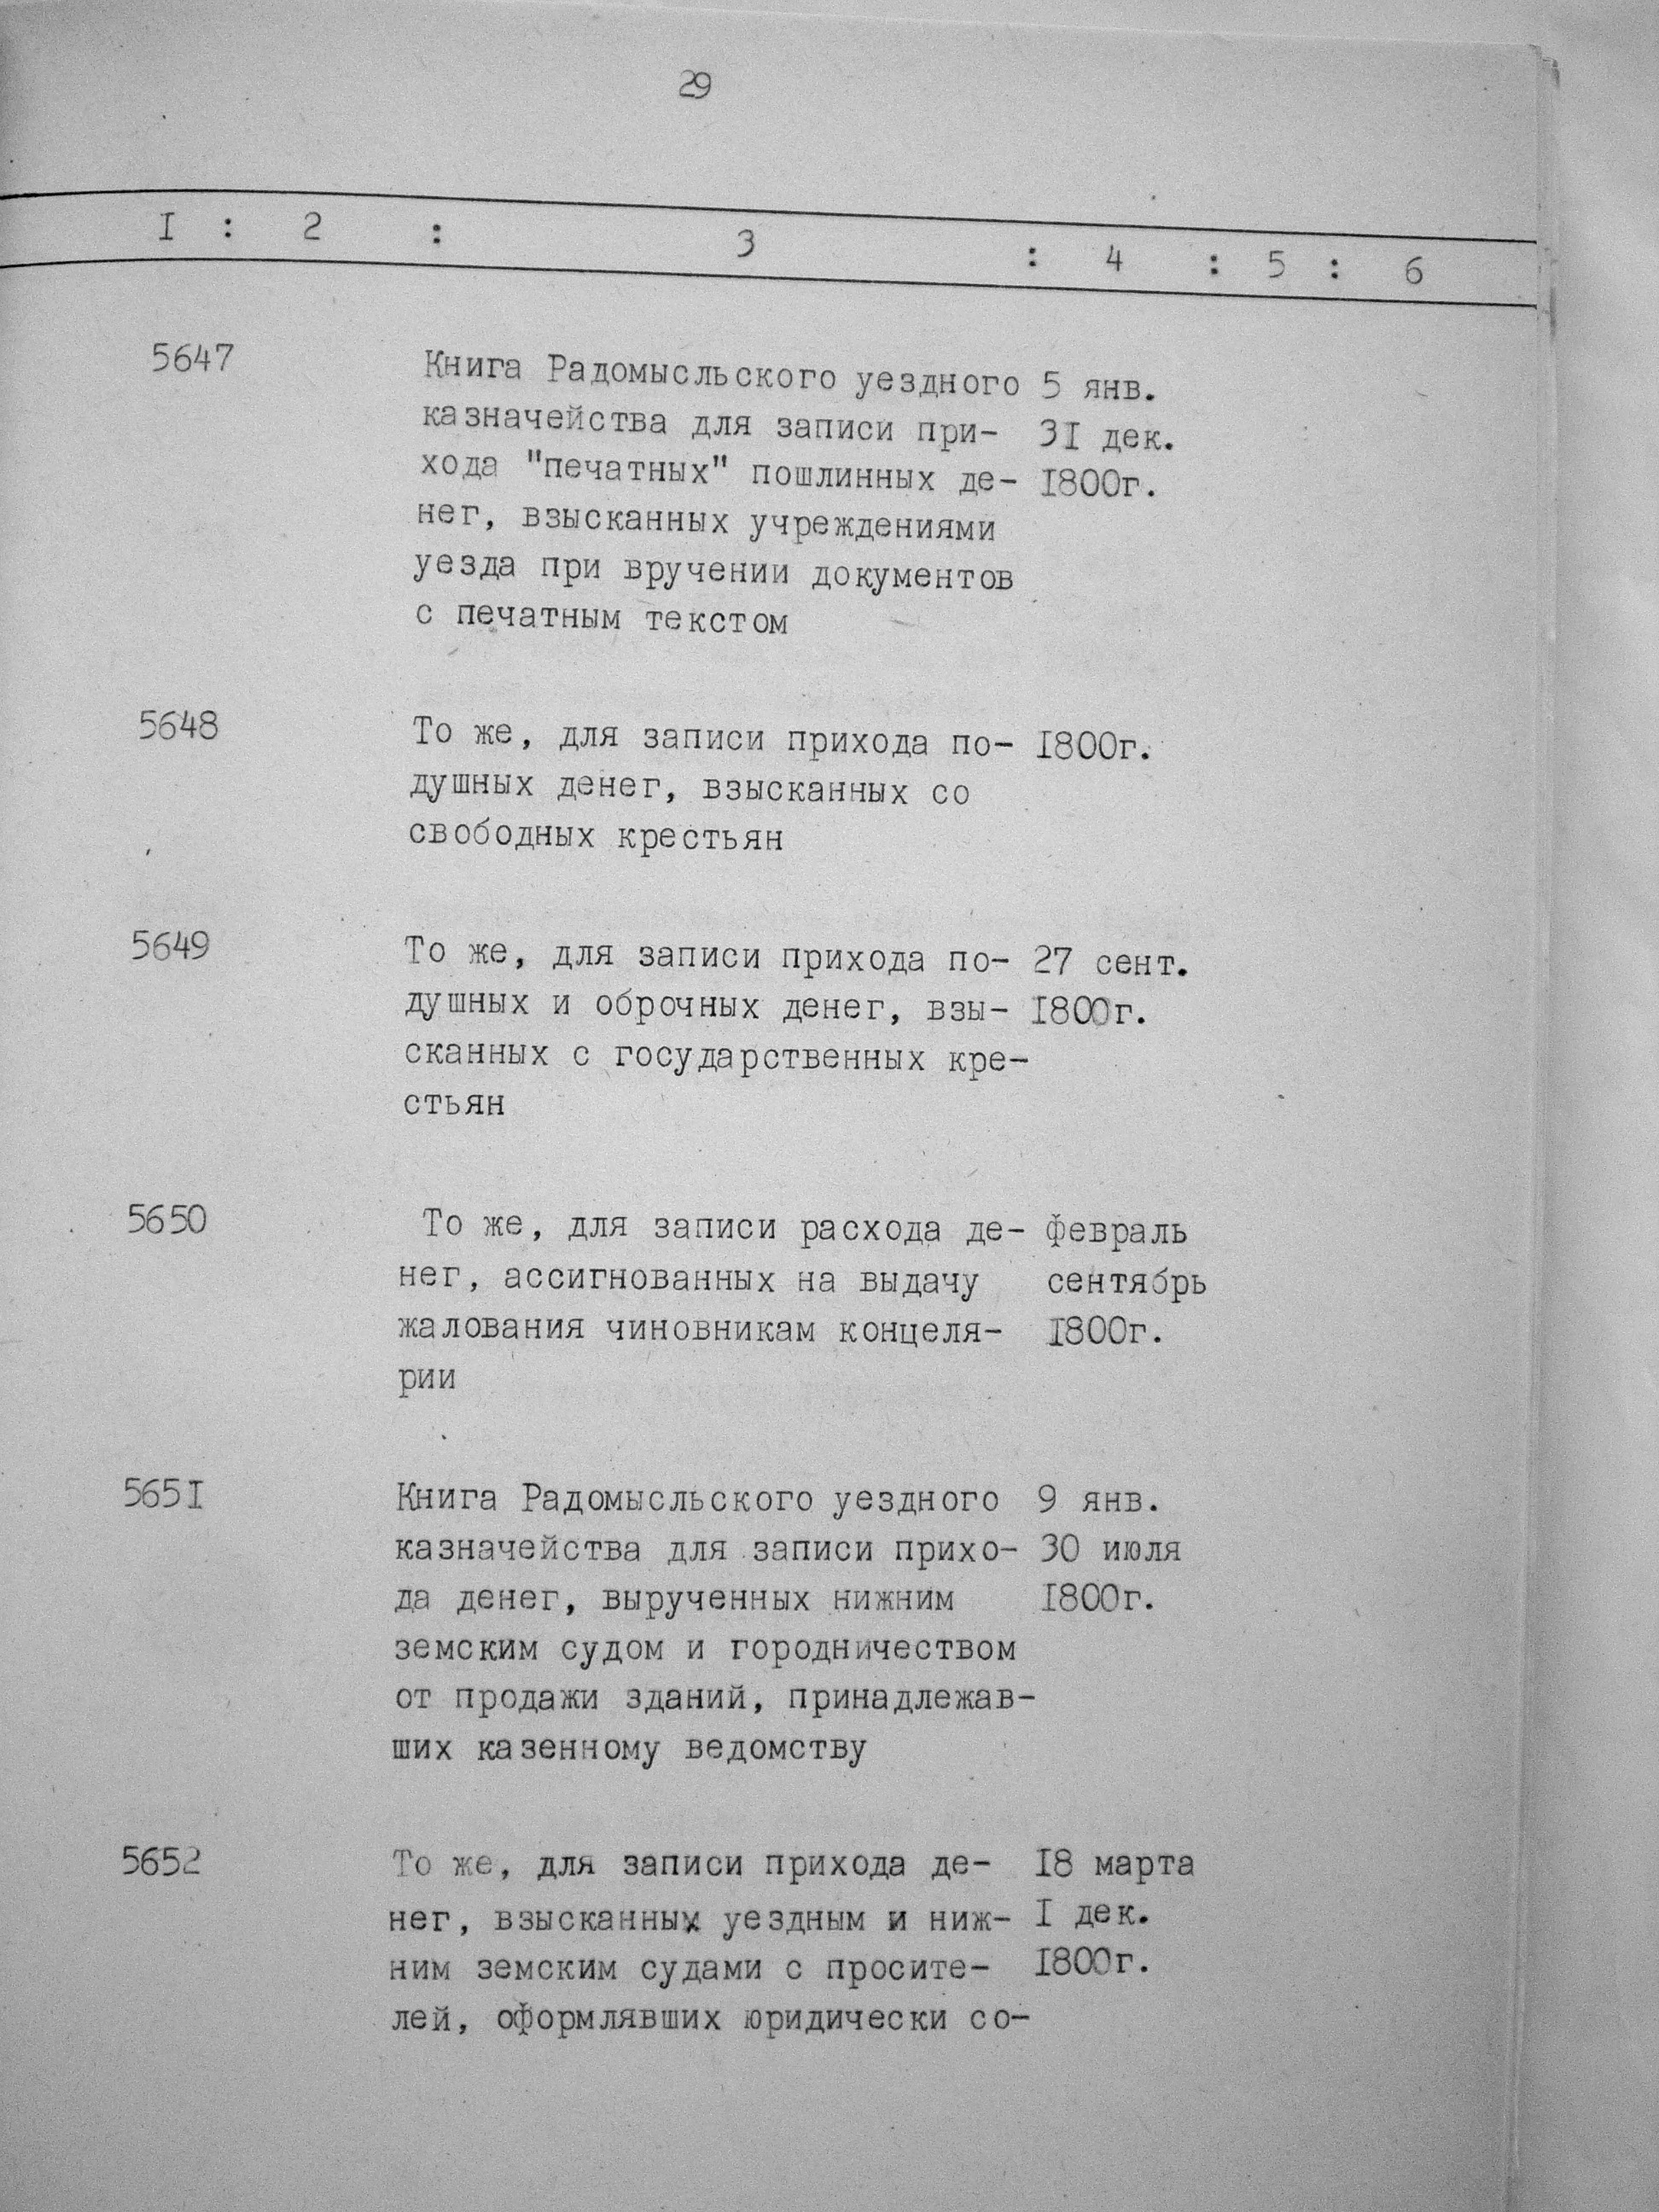 29
I : 2 : 3 : 4 : 5 : 6
5647 Книга Радомысльского уездного 5 янв.
казначейства для записи при- 3I дек.
хода "печатных" пошлинных де- I800г.
нег, взысканных учреждениями
уезда при вручении документов
с печатным текстом
5648 То же, для записи прихода по- I800г.
душных денег, взысканных со
свободных крестьян
5649 То же, для записи прихода по- 27 сент.
душных и оброчных денег, взы- I800г.
сканных с государственных кре-
стьян
5650 То же, для записи расхода де- февраль
нег, ассигнованных на выдачу сентябрь
жалования чиновникам концеля- I800г.
рии
565I Книга Радомысльского уездного 9 янв.
казначейства для записи прихо- 30 июля
да денег, вырученных нижним I800г.
земским судом и городничеством
от продажи зданий, принадлежав-
ших казенному ведомству
5652 То же, для записи прихода де- I8 марта
нег, взысканных уездным и ниж- I дек.
ним земским судами с просите- I800г.
лей, оформлявших юридически со-